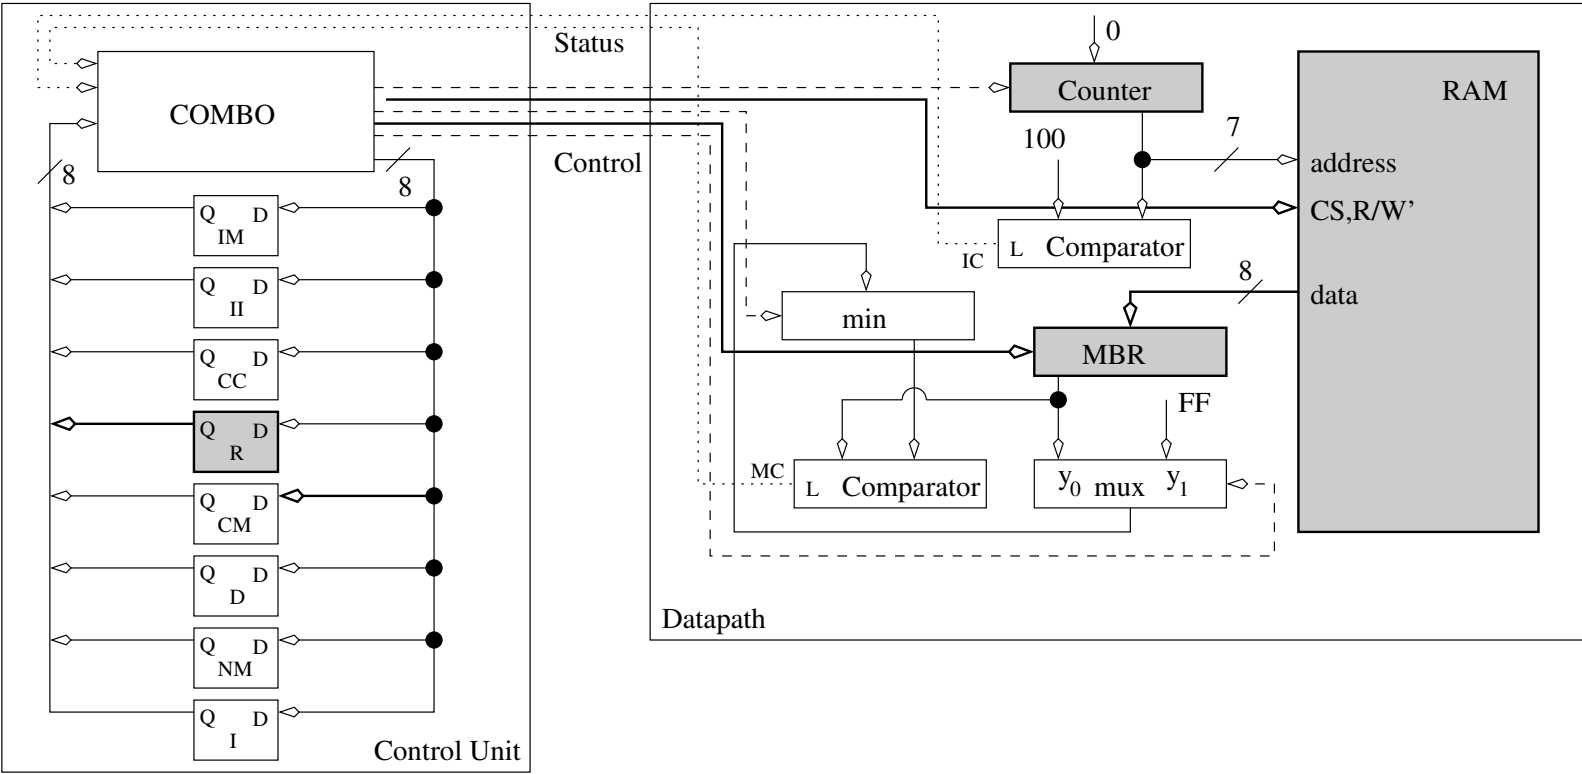 Status
0
COMBO
Counter
RAM
8
8
Control
100
7
address
CS,R/W’
IC
L Comparator
data
8
min
MBR
FF
MC
L Comparator
y0 mux y1
Datapath
Q D
IM
Q D
II
Q D
CC
Q D
R
Q D
CM
Q D
D
Q D
NM
Q D
I
Control Unit